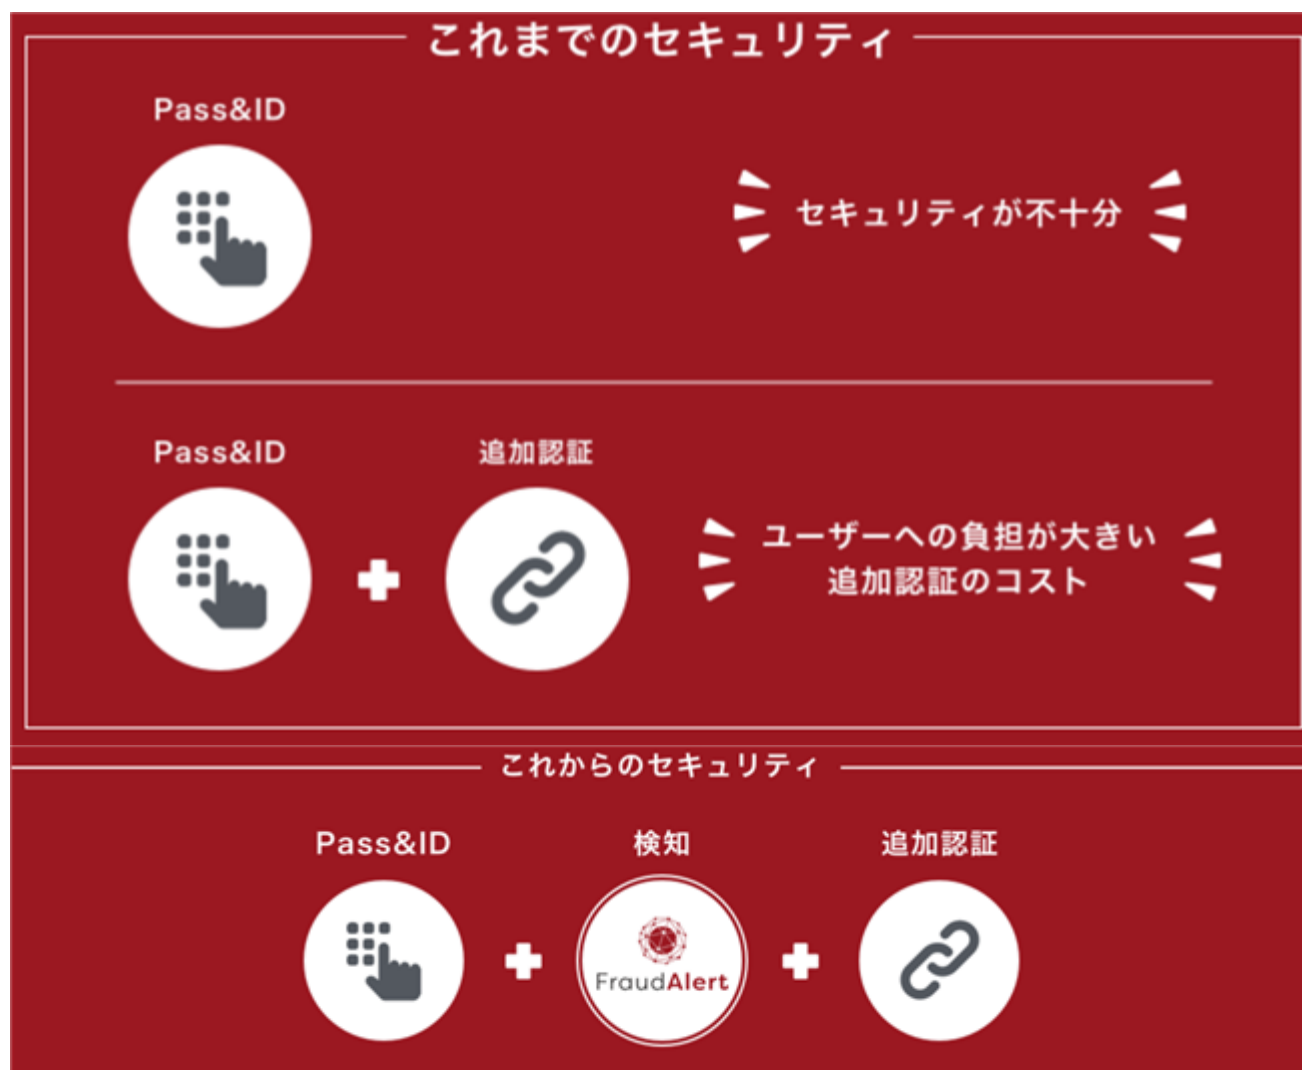 これまでのセキュリティ
Pass&ID
セキュリティが不十分
Pass&ID
追加認証
ユーザーへの負担が大きい
追加認証のコスト
これからのセキュリティ
Pass&ID
検知
追加認証
FraudAlert